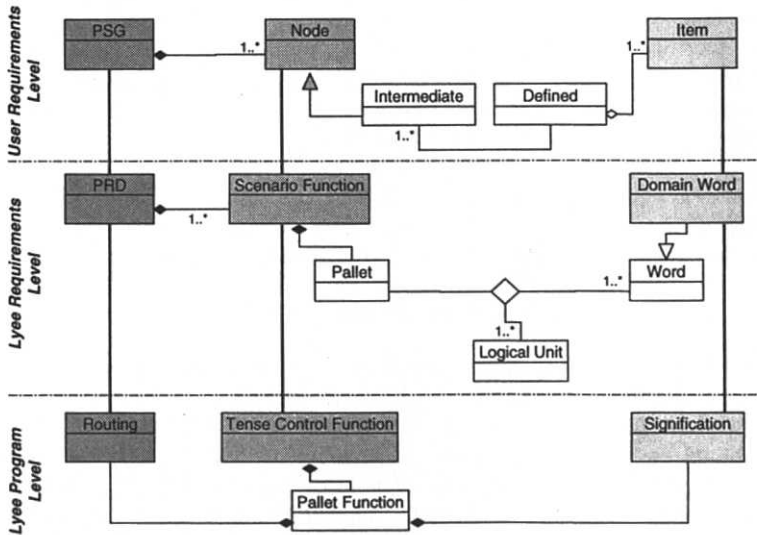 User Requirements
Level
PSG
1..*
Node
1..*
Item
Intermediate
Defined
1..*
Lyee Requirements
Level
PRD
1..*
Scenario Function
Domain Word
Pallet
1..*
Word
1..*
Logical Unit
Lyee Program
Level
Routing
Tense Control Function
Signification
Pallet Function